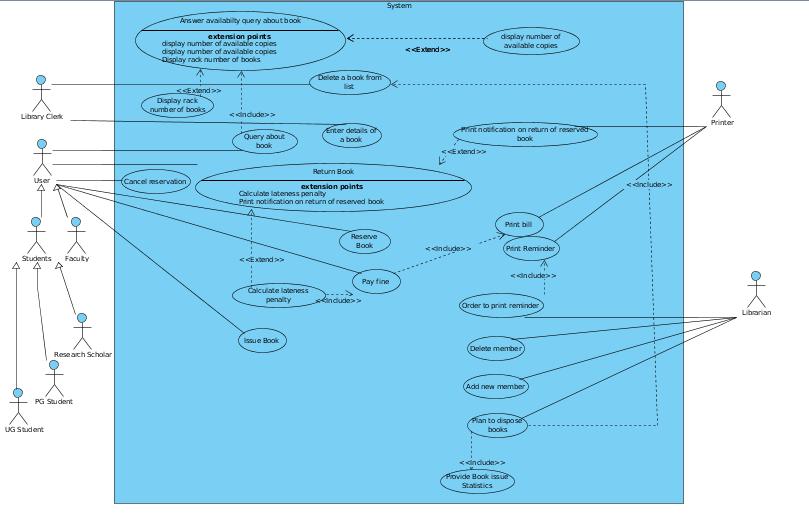 System
Answer availabilty query about book
extension points
display number of available copies
display number of available copies
Display rack number of books
display number of
available copies
<<Extend>>
Delete a book from
list
<<Extend>>
Display rack
number of books
<<Include>>
Library Clerk
Enter details of
a book
Query about
book
Print notification on return of reserved
book
Printer
<<Extend>>
User
Return Book
Cancel reservation
extension points
Calculate lateness penalty
Print notification on return of reserved book
<<Include>>
Print bill
Reserve
Book
Print Reminder
<<Include>>
Students
Faculty
<<Extend>>
<<Include>>
Pay fine
Calculate lateness
penalty
<<Include>>
Order to print reminder
Librarian
Issue Book
Delete member
Research Scholar
Add new member
PG Student
UG Student
Plan to dispose
books
<<Include>>
Provide Book issue
Statistics